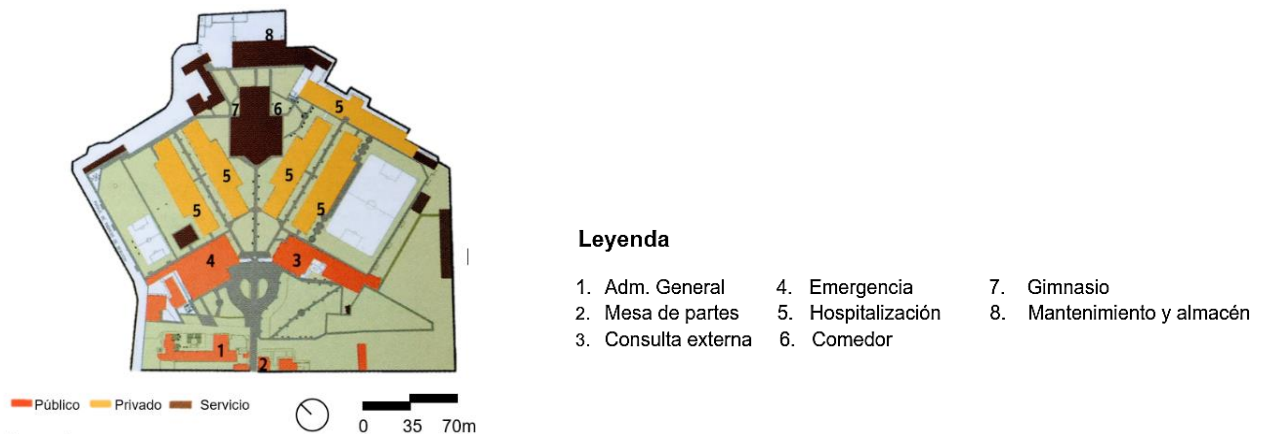 8
7
6
5
5
5
5
5
4
3
1
1
2
Público
Privado
Servicio
0 35 70m
Leyenda
1. Adm. General
2. Mesa de partes
3. Consulta externa
4. Emergencia
5. Hospitalización
6. Comedor
7. Gimnasio
8. Mantenimiento y almacén